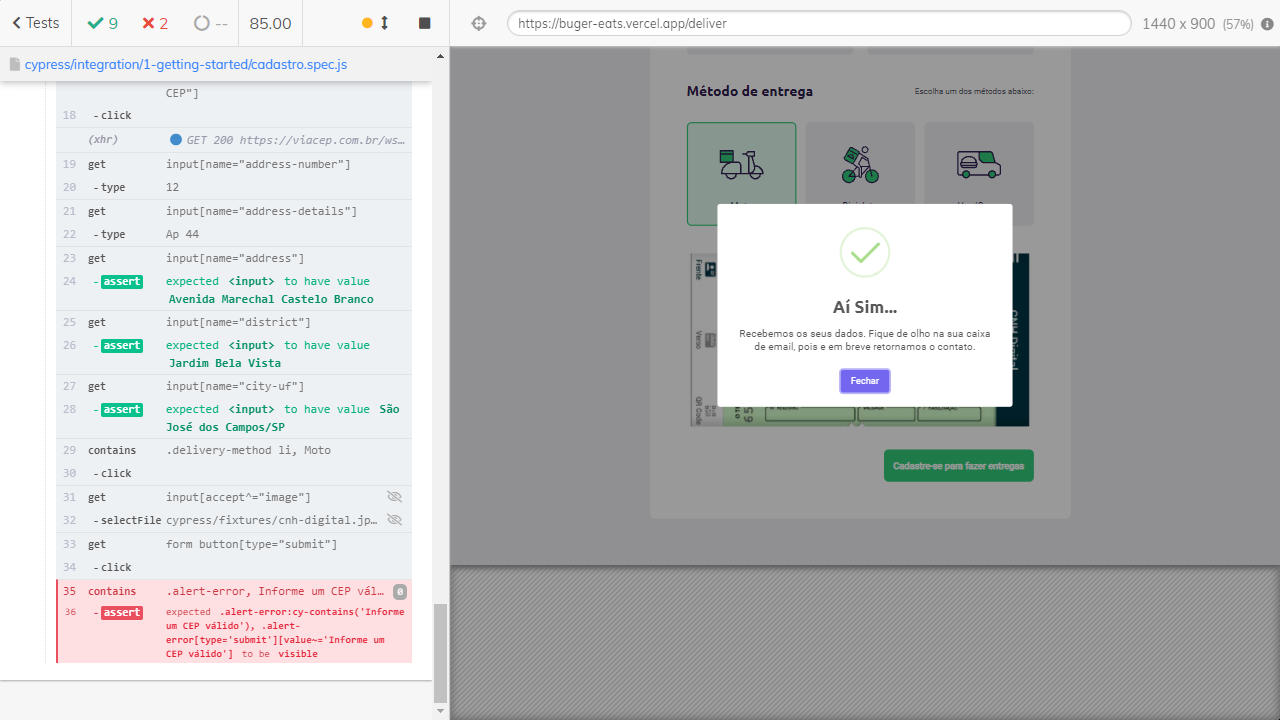 Tests
9
2
--
85.00
https://buger-eats.vercel.app/deliver
1440 x 900 (57%)
cypress/integration/1-getting-started/cadastro.spec.js
CEP"]
18 -click
(xhr) GET 200 https://viacep.com.br/ws…
19 get input[name="address-number"]
20 -type 12
21 get input[name="address-details"]
22 -type Ap 44
23 get input[name="address"]
24 -assert expected <input> to have value
Avenida Marechal Castelo Branco
25 get input[name="district"]
26 -assert expected <input> to have value
Jardim Bela Vista
27 get input[name="city-uf"]
28 -assert expected <input> to have value São
José dos Campos/SP
29 contains .delivery-method li, Moto
30 -click
31 get input[accept^="image"]
32 -selectFile cypress/fixtures/cnh-digital.jp…
33 get form button[type="submit"]
34 -click
35 contains .alert-error, Informe um CEP vál… 0
36 -assert expected .alert-error:cy-contains('Informe
um CEP válido'), .alert-
error[type='submit'][value~='Informe um
CEP válido'] to be visible
Método de entrega
Escolha um dos métodos abaixo:
Frente
Verso
QR Code
CNH Digital
Aí Sim...
Recebemos os seus dados. Fique de olho na sua caixa
de email, pois e em breve retornamos o contato.
Fechar
Cadastre-se para fazer entregas